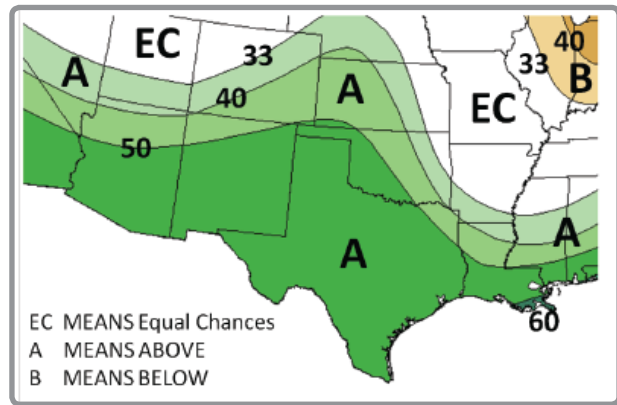 EC
33
40
33
A
40
A
B
EC
50
A
A
60
EC MEANS Equal Chances
A MEANS ABOVE
B MEANS BELOW